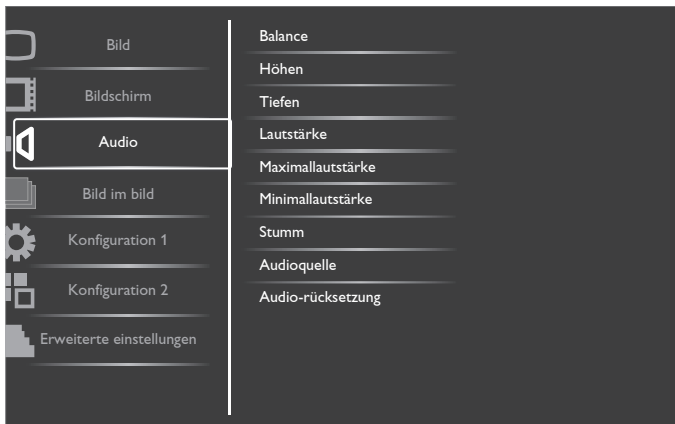 Bild
Bildschirm
Audio
Bild im bild
Konfiguration 1
Konfiguration 2
Erweiterte einstellungen
Balance
Höhen
Tiefen
Lautstärke
Maximallautstärke
Minimallautstärke
Stumm
Audioquelle
Audio-rücksetzung